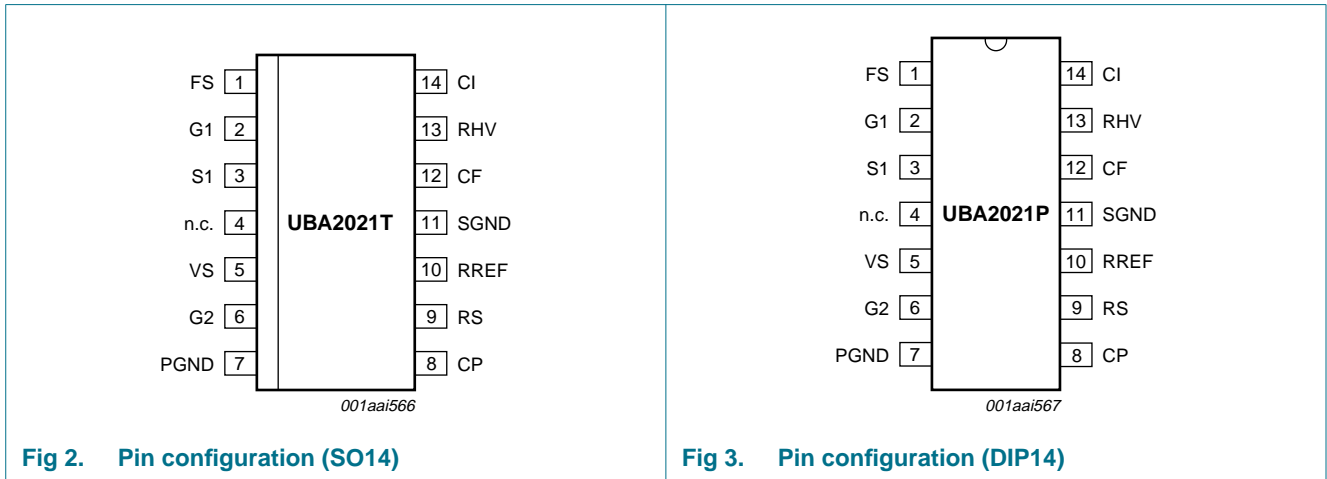 FS 1
14 CI
G1 2
13 RHV
S1 3
12 CF
n.c. 4
UBA2021T
11 SGND
VS 5
10 RREF
G2 6
9 RS
PGND 7
8 CP
001aai566
Fig 2. Pin configuration (SO14)
FS 1
14 CI
G1 2
13 RHV
S1 3
12 CF
n.c. 4
UBA2021P
11 SGND
VS 5
10 RREF
G2 6
9 RS
PGND 7
8 CP
001aai567
Fig 3. Pin configuration (DIP14)